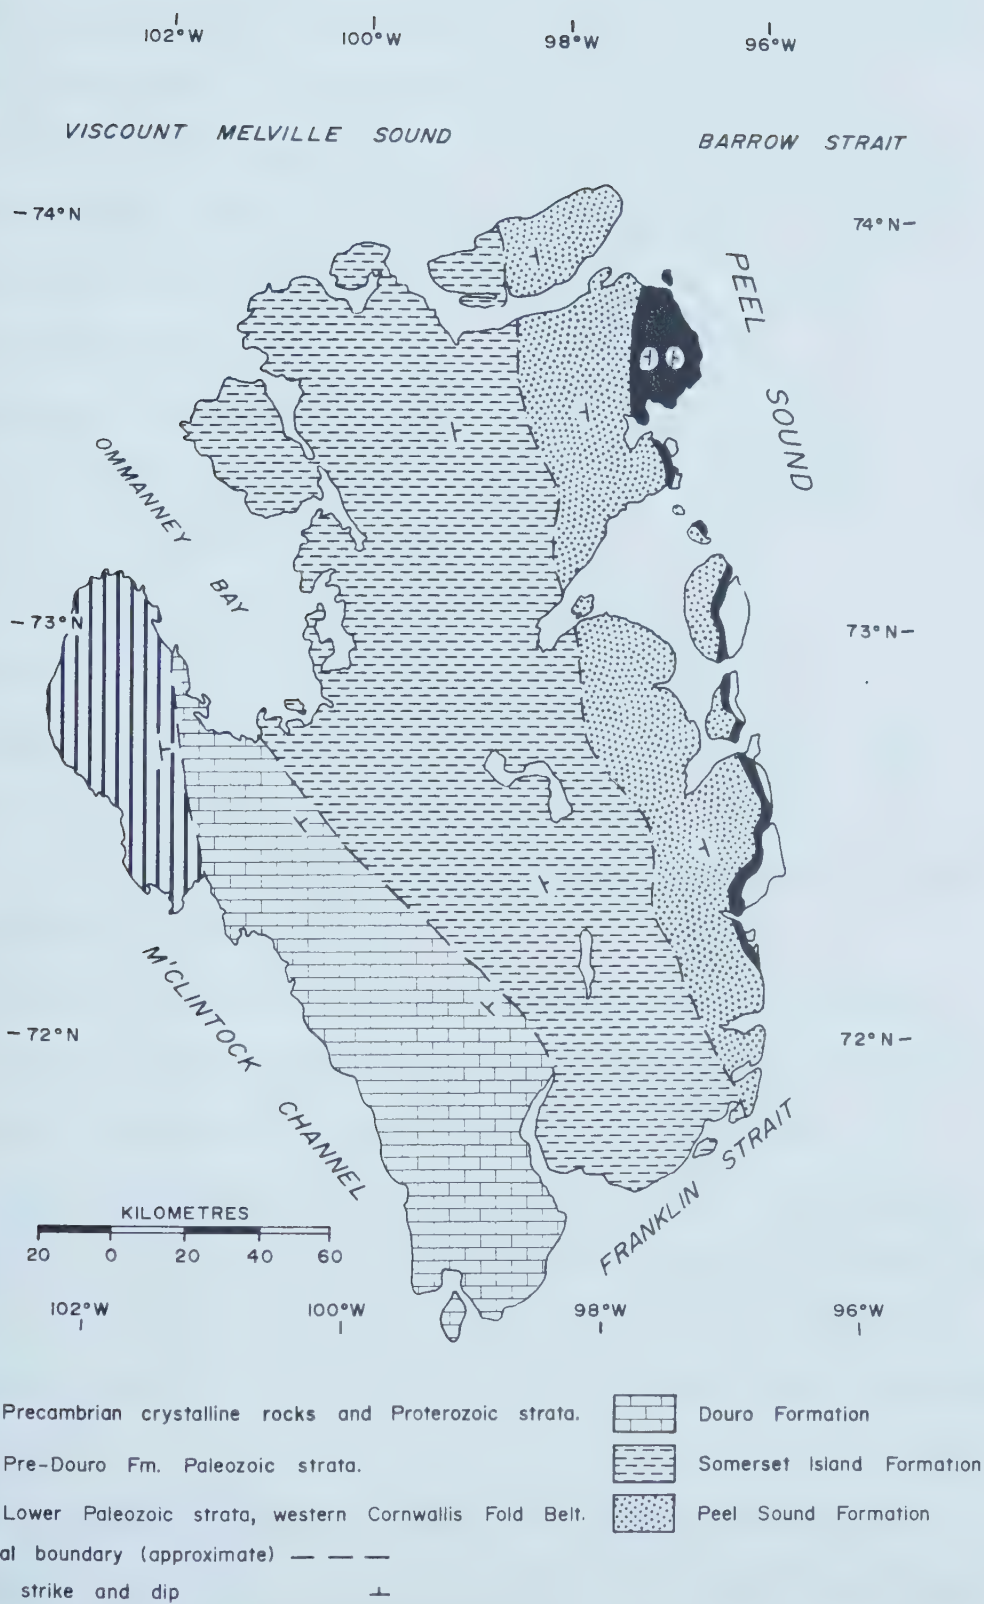 102°W 100°W 98°W 96°W
VISCOUNT MELVILLE SOUND
BARROW STRAIT
–74°N
74°N–
PEEL
SOUND
OMMANNEY
BAY
–73°N
73°N–
M'CLINTOCK
CHANNEL
–72°N
72°N–
FRANKLIN STRAIT
KILOMETRES
20 0 20 40 60
102°W 100°W 98°W 96°W
Precambrian crystalline rocks and Proterozoic strata.
Douro Formation
Pre-Douro Fm. Paleozoic strata.
Somerset Island Formation
Lower Paleozoic strata, western Cornwallis Fold Belt.
Peel Sound Formation
al boundary (approximate)
strike and dip